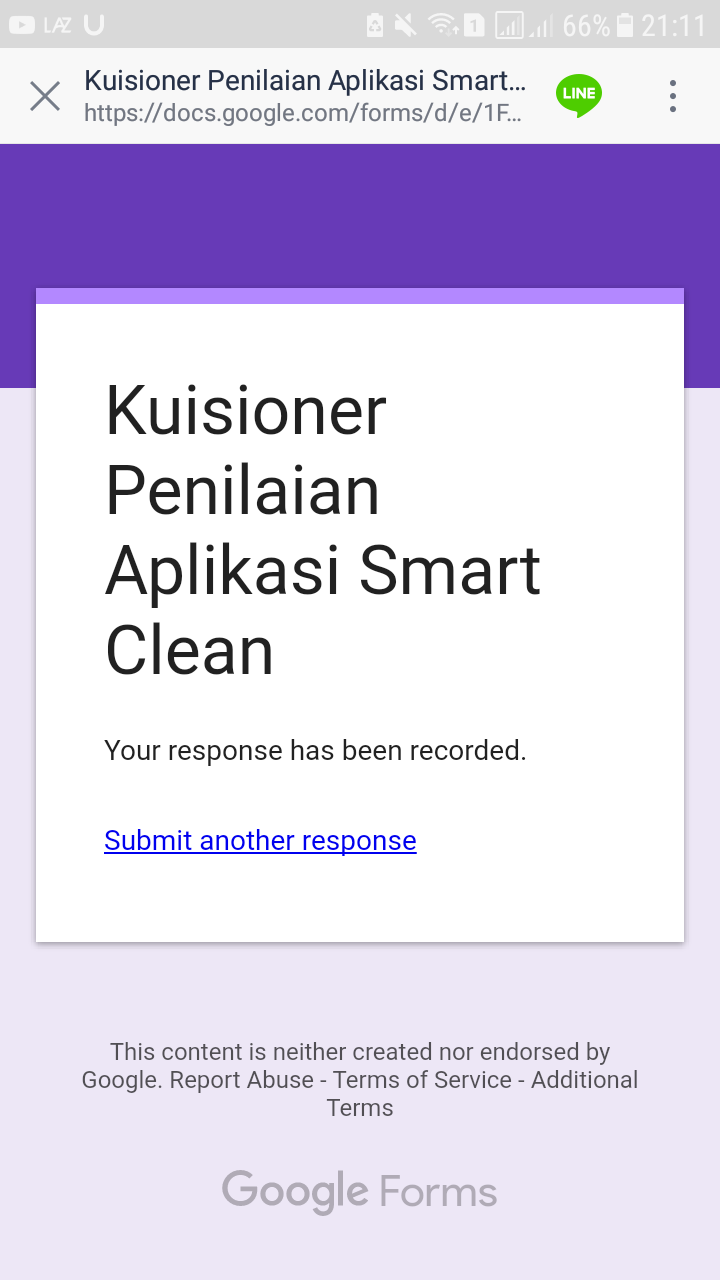 LAZ
1
66%
21:11
Kuisioner Penilaian Aplikasi Smart...
https://docs.google.com/forms/d/e/1F...
LINE
Kuisioner
Penilaian
Aplikasi Smart
Clean
Your response has been recorded.
Submit another response
This content is neither created nor endorsed by
Google. Report Abuse - Terms of Service - Additional
Terms
Google Forms